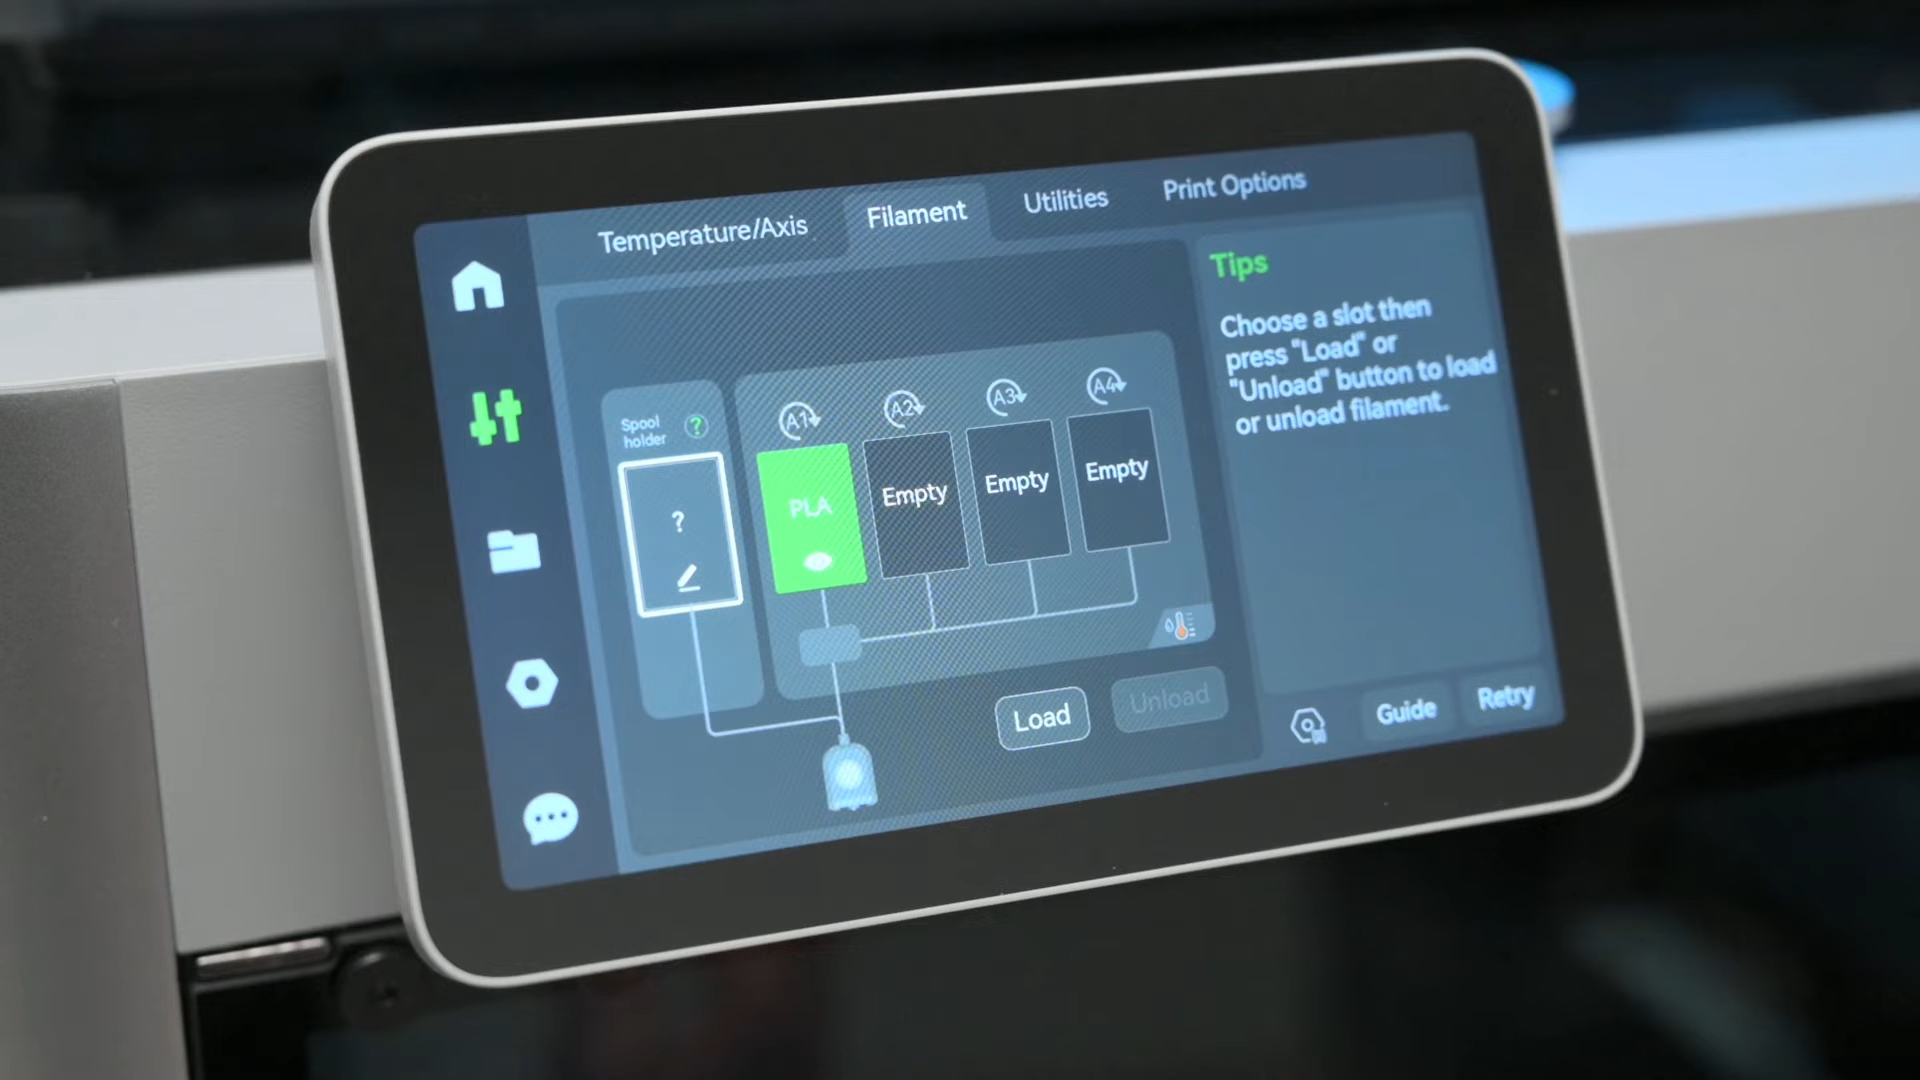 Temperature/Axis
Filament
Utilities
Print Options
Spool
holder
?
?
A1
PLA
A2
Empty
A3
Empty
A4
Empty
Load
Unload
Tips
Choose a slot then
press "Load" or
"Unload" button to load
or unload filament.
Guide
Retry